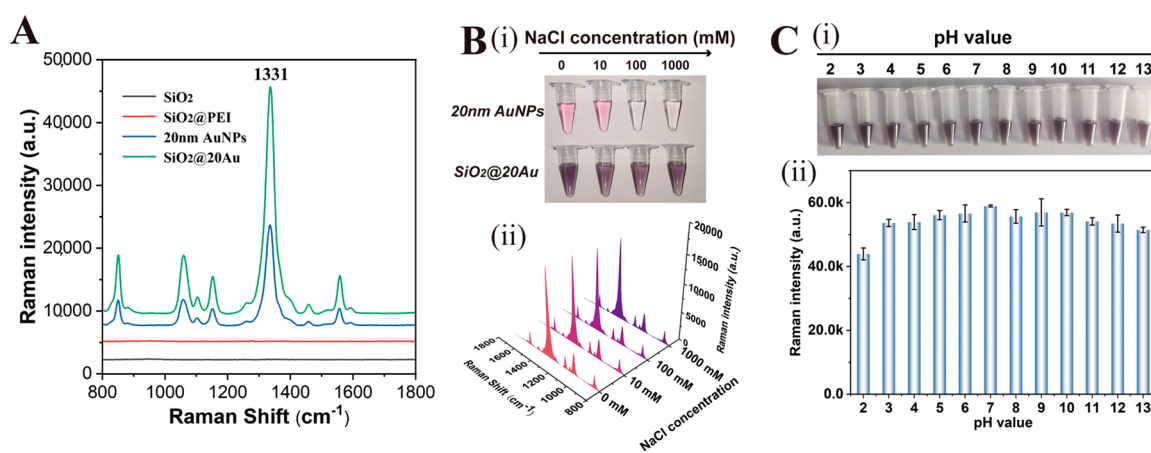 A
50,000
40000
30000
20000
10000
0
Raman intensity (a.u.)
1331
SiO₂
SiO₂@PEI
20nm AuNPs
SiO₂@20Au
800 1000 1200 1400 1600 1800
Raman Shift (cm⁻¹)
B (i) NaCl concentration (mM)
0 10 100 1000
20nm AuNPs
SiO₂@20Au
(ii)
20000
15000
10000
5000
0
Raman intensity (a.u.)
1800
1600
1400
1200
1000
800
Raman Shift (cm⁻¹)
0 mM
10 mM
100 mM
1000 mM
NaCl concentration
C (i) pH value
2 3 4 5 6 7 8 9 10 11 12 13
(ii)
60.0k
40.0k
20.0k
0.0
Raman intensity (a.u.)
2 3 4 5 6 7 8 9 10 11 12 13
pH value